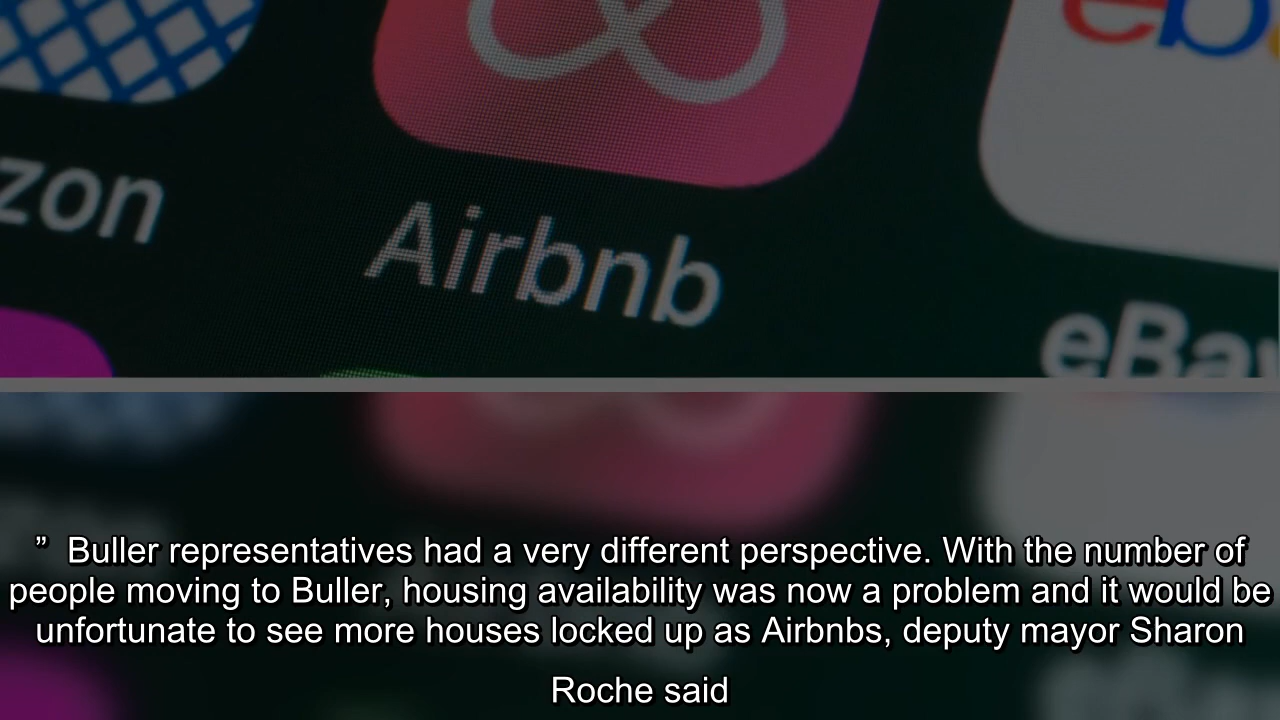 eb
zon
Airbnb
eBay
” Buller representatives had a very different perspective. With the number of
people moving to Buller, housing availability was now a problem and it would be
unfortunate to see more houses locked up as Airbnbs, deputy mayor Sharon
Roche said